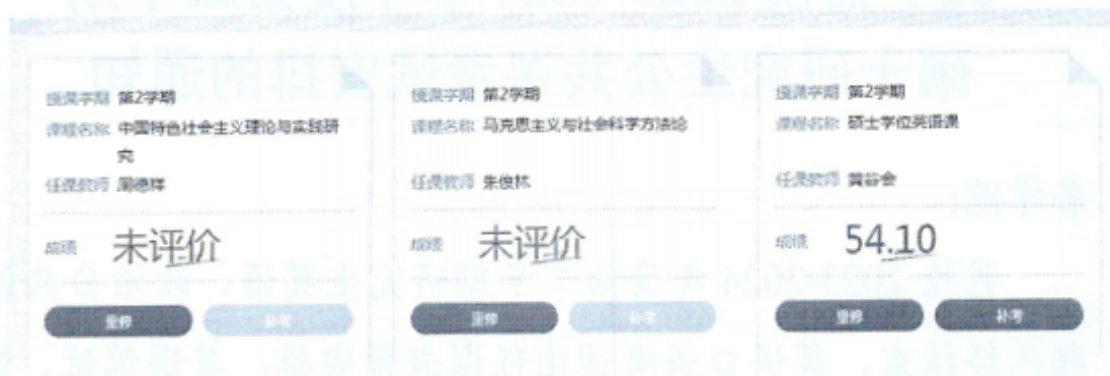 授课学期 第2学期
课程名称 中国特色社会主义理论与实践研
究
任课教师 周德祥
成绩 未评价
重修 补考
授课学期 第2学期
课程名称 马克思主义与社会科学方法论
任课教师 朱俊林
成绩 未评价
重修 补考
授课学期 第2学期
课程名称 硕士学位英语课
任课教师 黄谷会
成绩 54.10
重修 补考